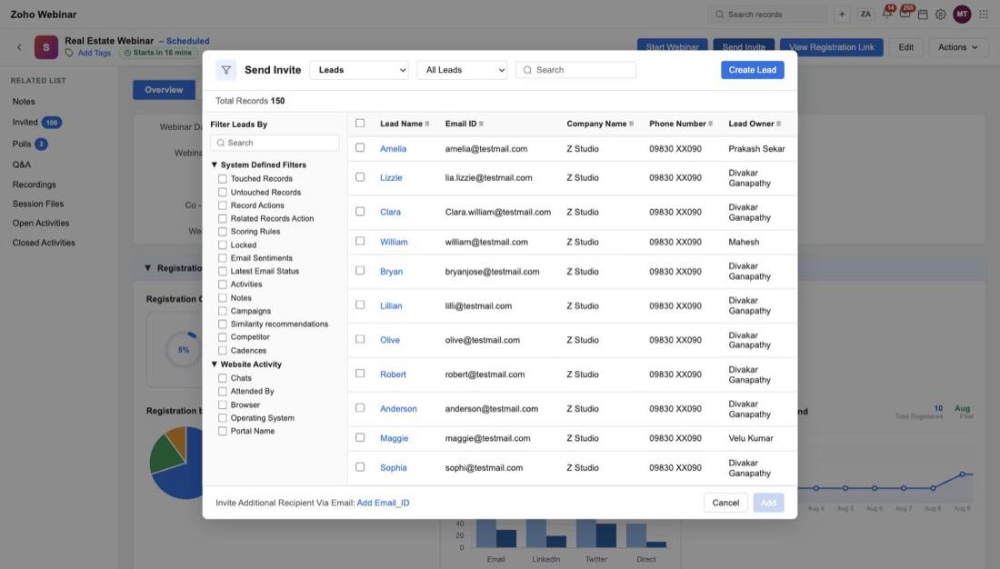 Zoho Webinar
Search records
ZA
14
255
MT
S
Real Estate Webinar – Scheduled
Add Tags
Starts in 16 mins
Start Webinar
Send Invite
View Registration Link
Edit
Actions
RELATED LIST
Notes
Invited 100
Polls 2
Q&A
Recordings
Session Files
Open Activities
Closed Activities
Overview
Webinar
Co -
Send Invite
Leads
All Leads
Search
Create Lead
Total Records 150
Filter Leads By
Search
System Defined Filters
Touched Records
Untouched Records
Record Actions
Related Records Action
Scoring Rules
Locked
Email Sentiments
Latest Email Status
Activities
Notes
Campaigns
Similarity recommendations
Competitor
Cadences
Website Activity
Chats
Attended By
Browser
Operating System
Portal Name
Lead Name Email ID Company Name Phone Number Lead Owner
Amelia amelia@testmail.com Z Studio 09830 XX090 Prakash Sekar
Lizzie lia.lizzie@testmail.com Z Studio 09830 XX090 Divakar Ganapathy
Clara Clara.william@testmail.com Z Studio 09830 XX090 Divakar Ganapathy
William william@testmail.com Z Studio 09830 XX090 Mahesh
Bryan bryanjose@testmail.com Z Studio 09830 XX090 Divakar Ganapathy
Lillian lilli@testmail.com Z Studio 09830 XX090 Divakar Ganapathy
Olive olive@testmail.com Z Studio 09830 XX090 Divakar Ganapathy
Robert robert@testmail.com Z Studio 09830 XX090 Divakar Ganapathy
Anderson anderson@testmail.com Z Studio 09830 XX090 Divakar Ganapathy
Maggie maggie@testmail.com Z Studio 09830 XX090 Velu Kumar
Sophia sophi@testmail.com Z Studio 09830 XX090 Divakar Ganapathy
Invite Additional Recipient Via Email: Add Email_ID
Cancel
Add
Registration
5%
Registration
10
Total Registered
Aug
Aug 4 Aug 5 Aug 6 Aug 7 Aug 8 Aug 9
40
20
0
Email LinkedIn Twitter Direct